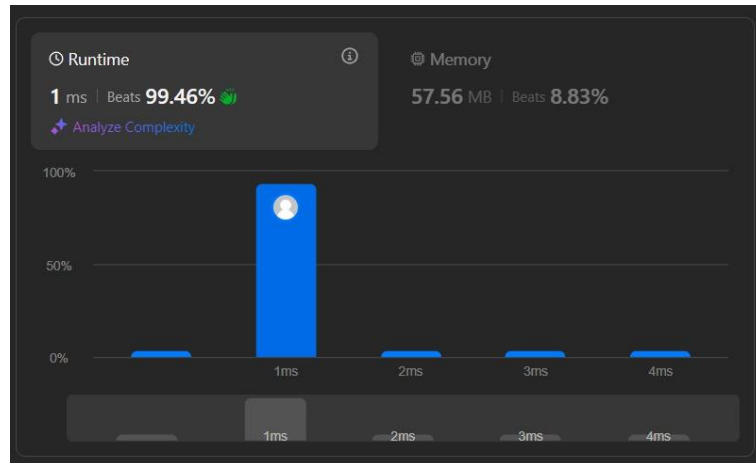 Runtime
1 ms | Beats 99.46%
Analyze Complexity
Memory
57.56 MB | Beats 8.83%
100%
50%
0%
1ms 2ms 3ms 4ms
1ms 2ms 3ms 4ms